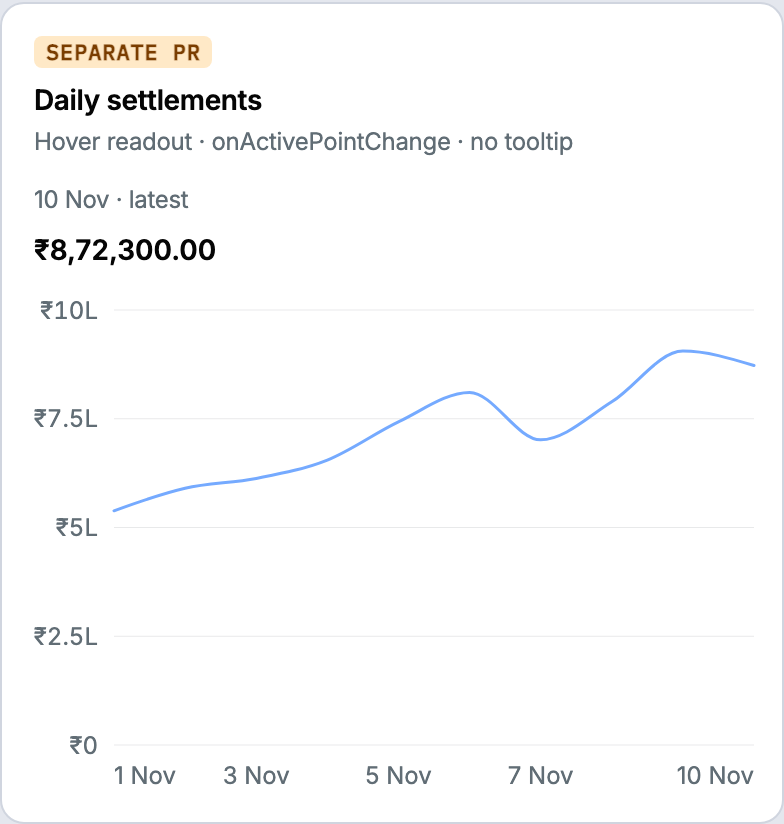 SEPARATE PR
Daily settlements
Hover readout · onActivePointChange · no tooltip
10 Nov · latest
₹8,72,300.00
₹10L
₹7.5L
₹5L
₹2.5L
₹0
1 Nov 3 Nov 5 Nov 7 Nov 10 Nov